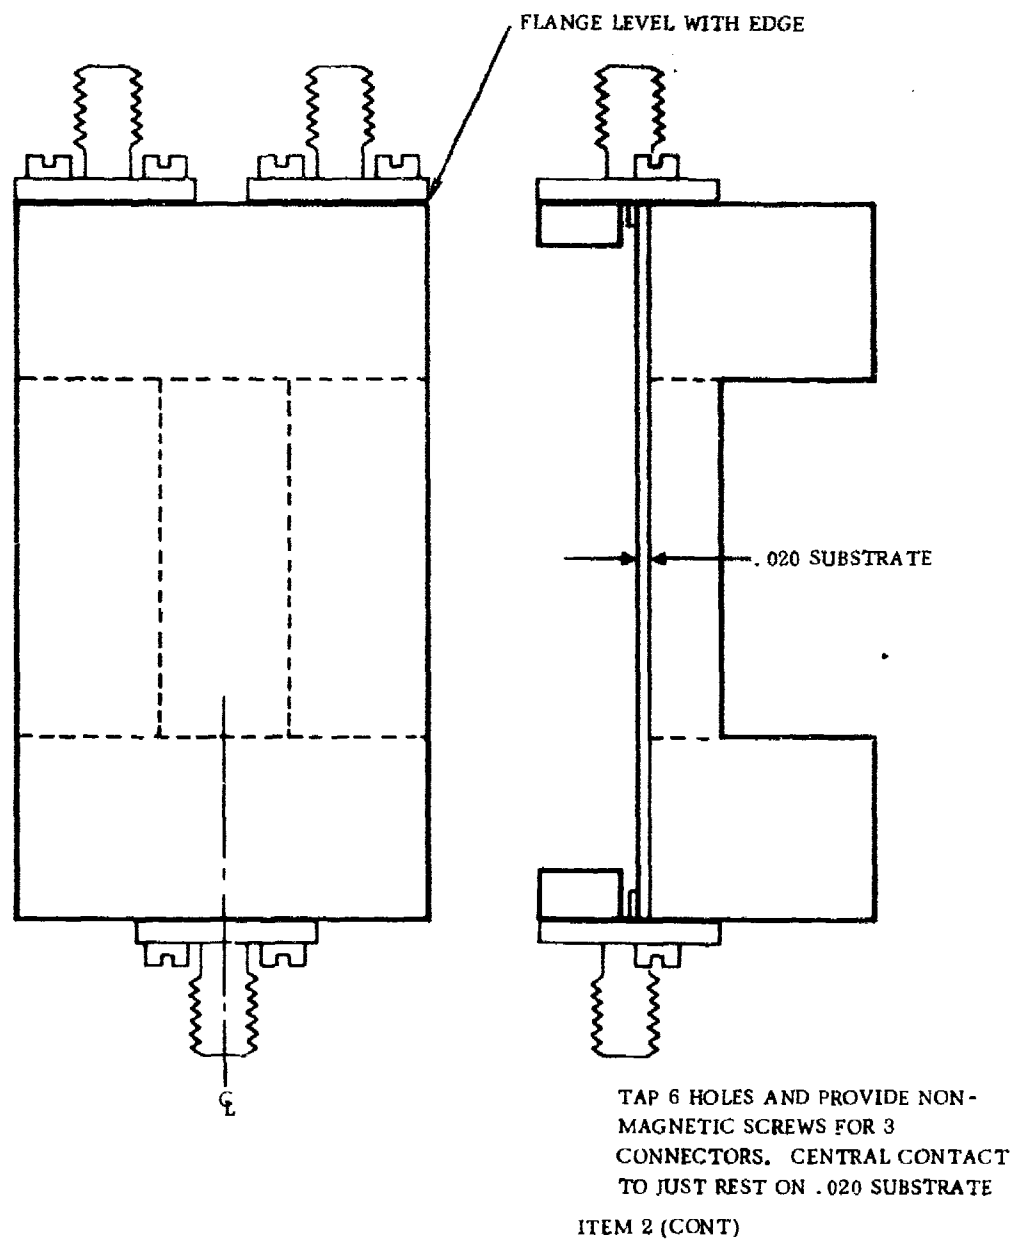 FLANGE LEVEL WITH EDGE
.020 SUBSTRATE
℄
TAP 6 HOLES AND PROVIDE NON-
MAGNETIC SCREWS FOR 3
CONNECTORS. CENTRAL CONTACT
TO JUST REST ON .020 SUBSTRATE
ITEM 2 (CONT)